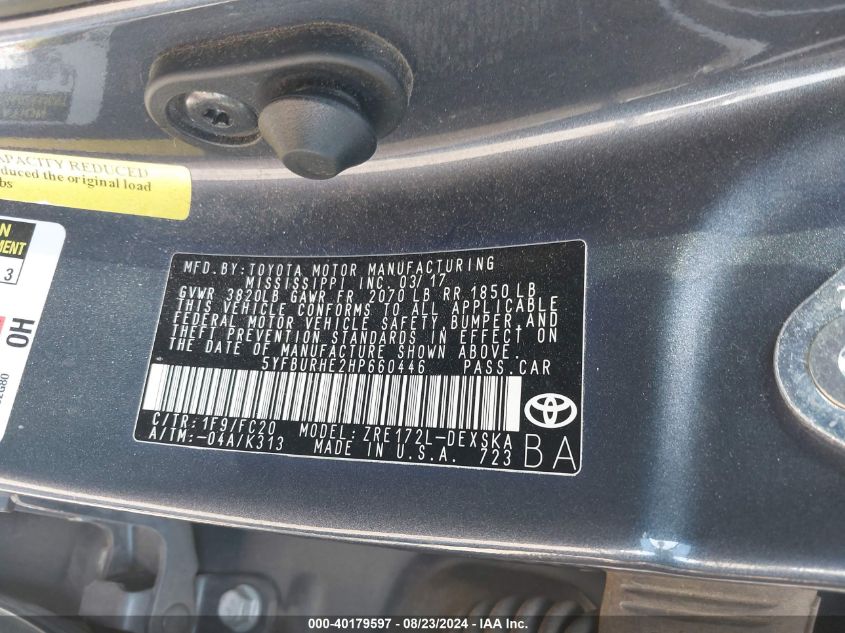 CAPACITY REDUCED
duced the original load
bs
N
MENT
3
HO
MFD. BY: TOYOTA MOTOR MANUFACTURING
MISSISSIPPI INC. 03/17
GVWR 3820LB GAWR FR 2070 LB RR 1850 LB
THIS VEHICLE CONFORMS TO ALL APPLICABLE
FEDERAL MOTOR VEHICLE SAFETY, BUMPER, AND
THEFT PREVENTION STANDARDS IN EFFECT ON
THE DATE OF MANUFACTURE SHOWN ABOVE.
5YFBURHE2HP660446 PASS. CAR
C/TR: 1F9/FC20 MODEL: ZRE172L-DEXSKA
A/TM: -04A/K313 MADE IN U.S.A. 723
BA
000-40179597 - 08/23/2024 - IAA Inc.